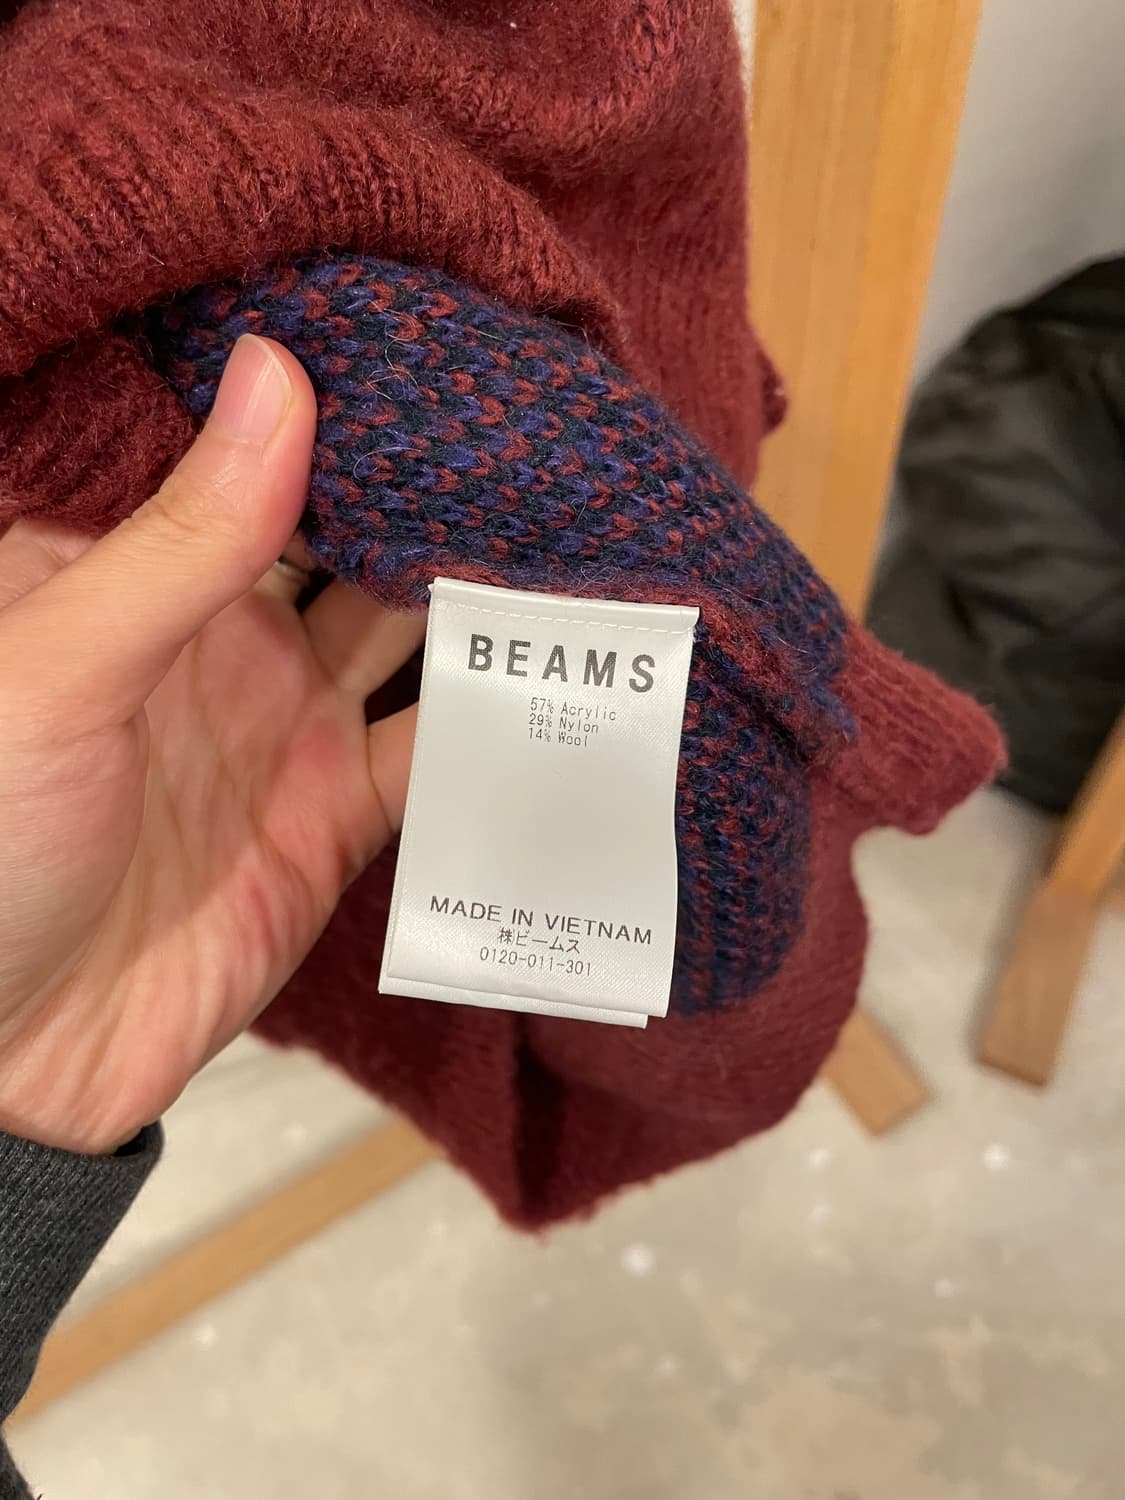 BEAMS
57% Acrylic
29% Nylon
14% Wool
MADE IN VIETNAM
㈱ビームス
0120-011-301